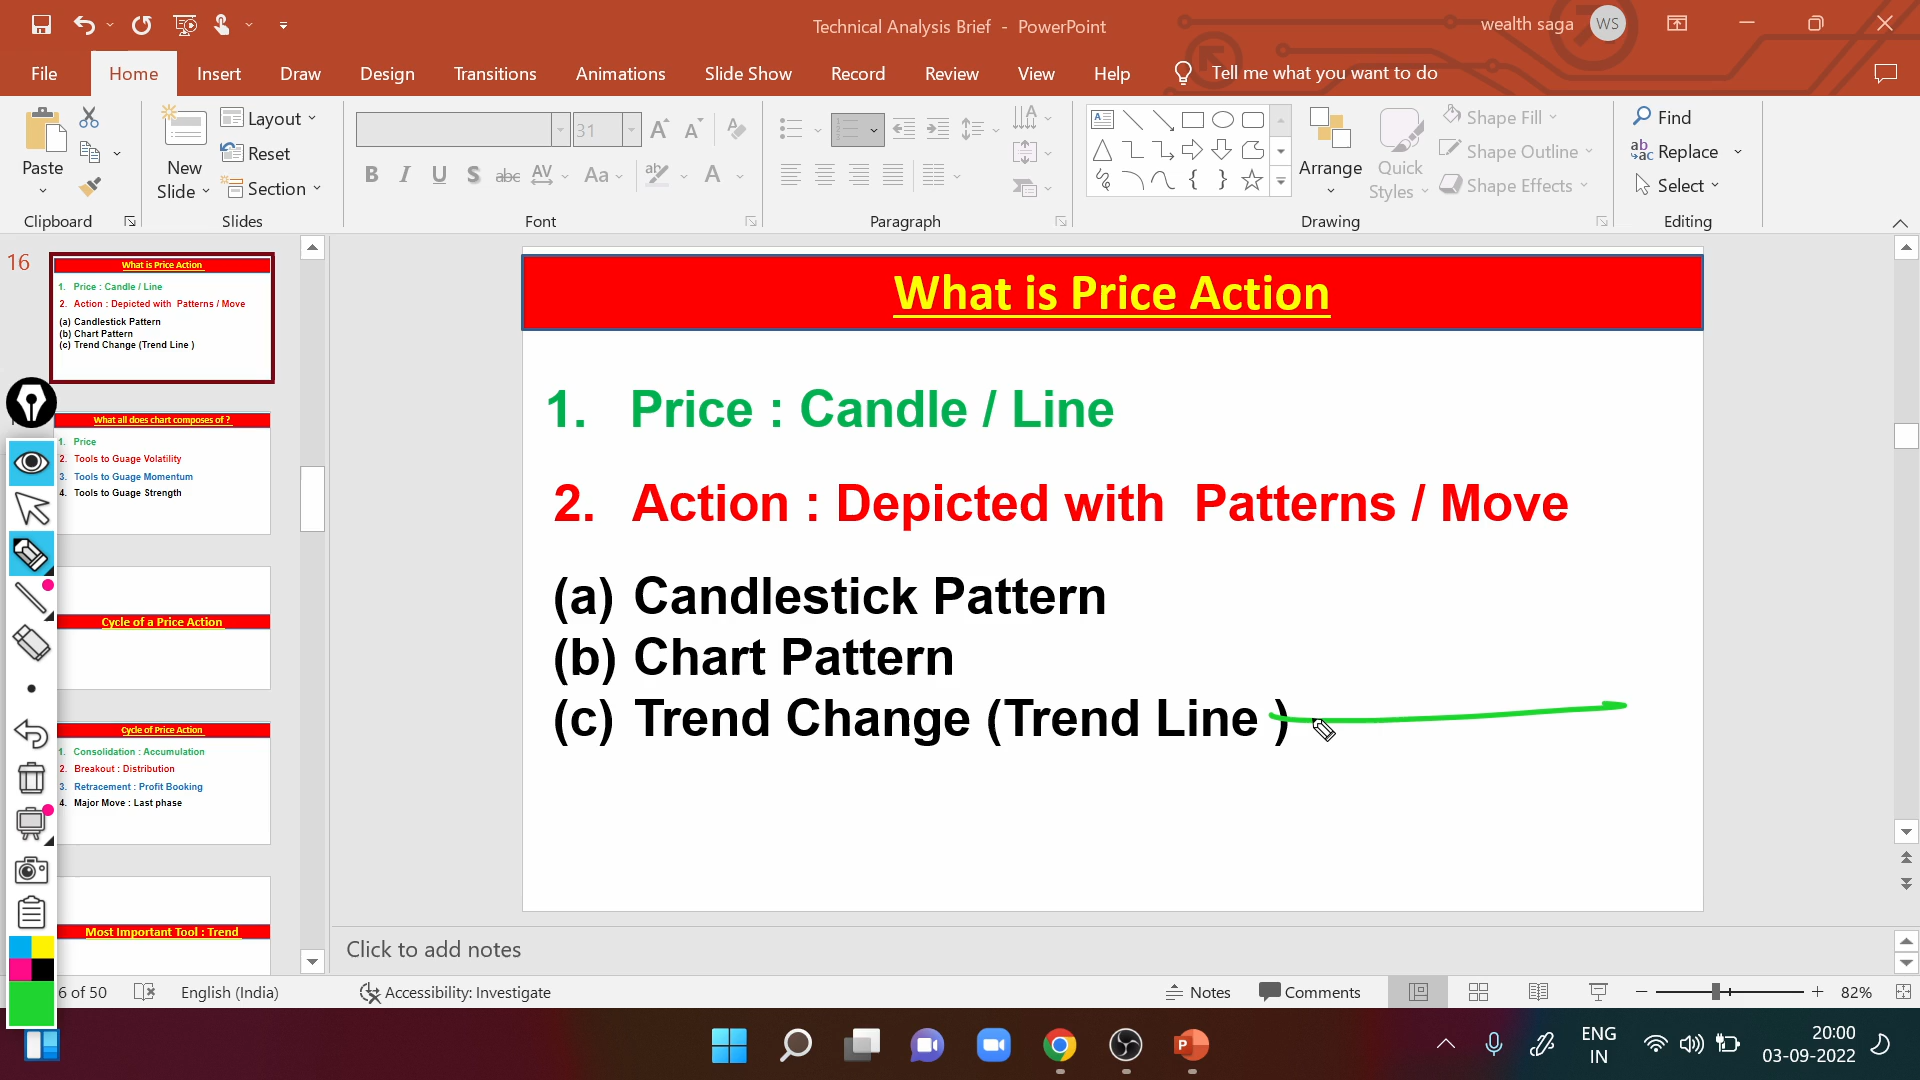 Technical Analysis Brief - PowerPoint
wealth saga
WS
File
Home
Insert
Draw
Design
Transitions
Animations
Slide Show
Record
Review
View
Help
Tell me what you want to do
Paste
New
Slide
Layout
Reset
Section
31
Find
Replace
Select
Arrange
Quick
Styles
Shape Fill
Shape Outline
Shape Effects
Clipboard
Slides
Font
Paragraph
Drawing
Editing
16
What is Price Action
1. Price : Candle / Line
2. Action : Depicted with Patterns / Move
(a) Candlestick Pattern
(b) Chart Pattern
(c) Trend Change (Trend Line )
What all does chart composes of ?
1. Price
2. Tools to Guage Volatility
3. Tools to Guage Momentum
4. Tools to Guage Strength
Cycle of a Price Action
Cycle of Price Action
1. Consolidation : Accumulation
2. Breakout : Distribution
3. Retracement : Profit Booking
4. Major Move : Last phase
Most Important Tool : Trend
What is Price Action
1. Price : Candle / Line
2. Action : Depicted with Patterns / Move
(a) Candlestick Pattern
(b) Chart Pattern
(c) Trend Change (Trend Line )
Click to add notes
6 of 50
English (India)
Accessibility: Investigate
Notes
Comments
82%
ENG
IN
20:00
03-09-2022